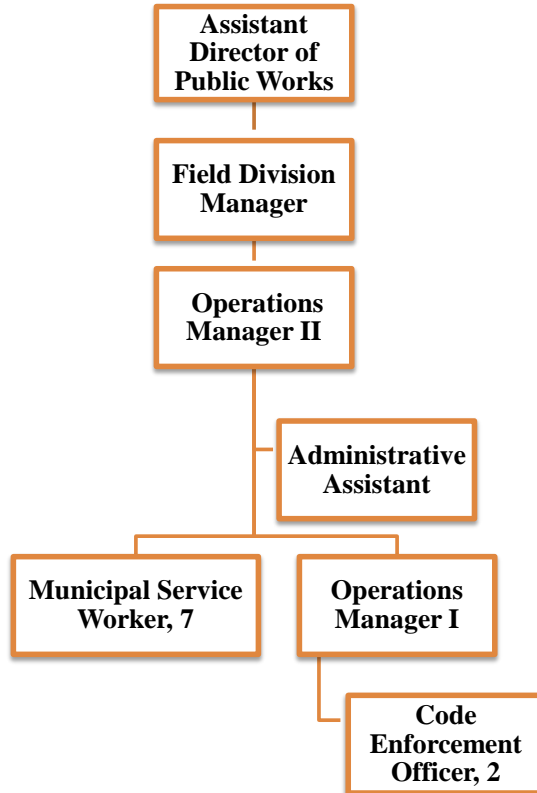 Assistant
Director of
Public Works
Field Division
Manager
Operations
Manager II
Administrative
Assistant
Municipal Service
Worker, 7
Operations
Manager I
Code
Enforcement
Officer, 2